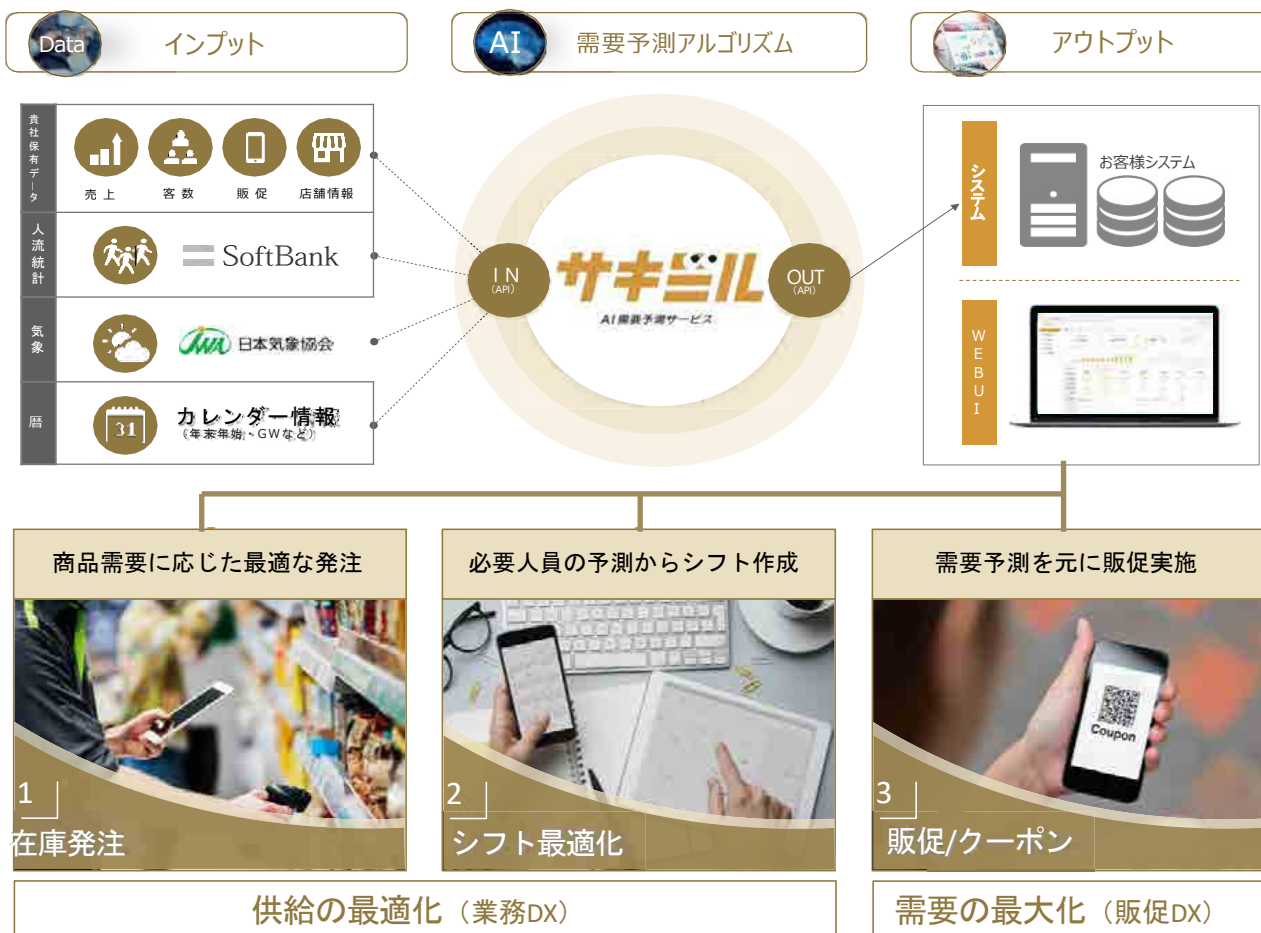 Data
インプット
AI
需要予測アルゴリズム
アウトプット
貴社保有データ
売上
客数
販促
店舗情報
人流統計
SoftBank
気象
JWA 日本気象協会
暦
31
カレンダー情報
（年末年始・GWなど）
IN
(API)
サキミル
AI需要予測サービス
OUT
(API)
システム
お客様システム
WEBUI
商品需要に応じた最適な発注
必要人員の予測からシフト作成
需要予測を元に販促実施
Coupon
1
在庫発注
2
シフト最適化
3
販促/クーポン
供給の最適化（業務DX）
需要の最大化（販促DX）